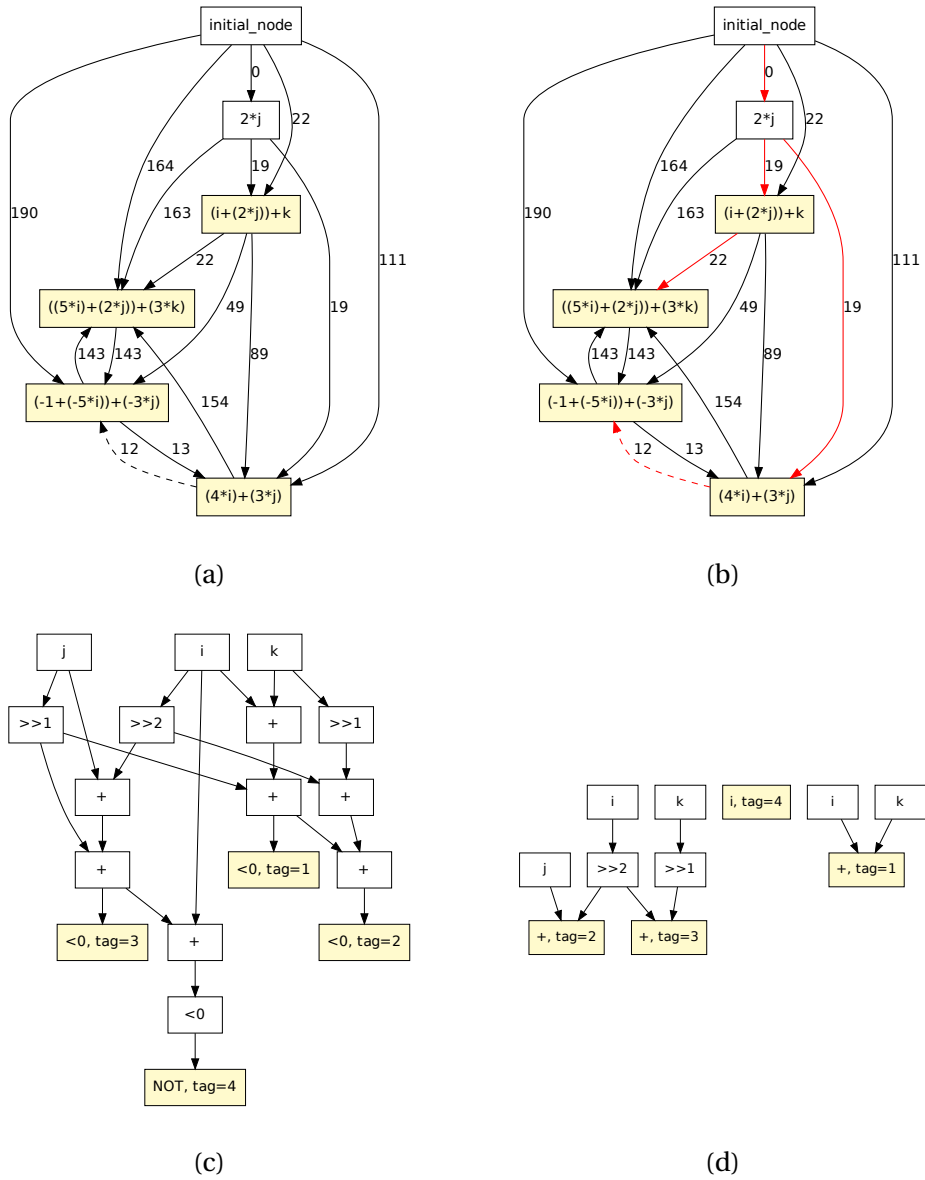 initial_node
0
2*j
22
164
19
163
190
(i+(2*j))+k
111
22
((5*i)+(2*j))+(3*k)
49
19
143
143
89
(-1+(-5*i))+(-3*j)
154
12
13
(4*i)+(3*j)
(a)
initial_node
0
2*j
22
164
19
163
190
(i+(2*j))+k
111
22
((5*i)+(2*j))+(3*k)
49
19
143
143
89
(-1+(-5*i))+(-3*j)
154
12
13
(4*i)+(3*j)
(b)
j
i
k
>>1
>>2
+
>>1
+
+
+
+
<0, tag=1
+
<0, tag=3
+
<0, tag=2
<0
NOT, tag=4
(c)
i
k
i, tag=4
i
k
j
>>2
>>1
+, tag=1
+, tag=2
+, tag=3
(d)